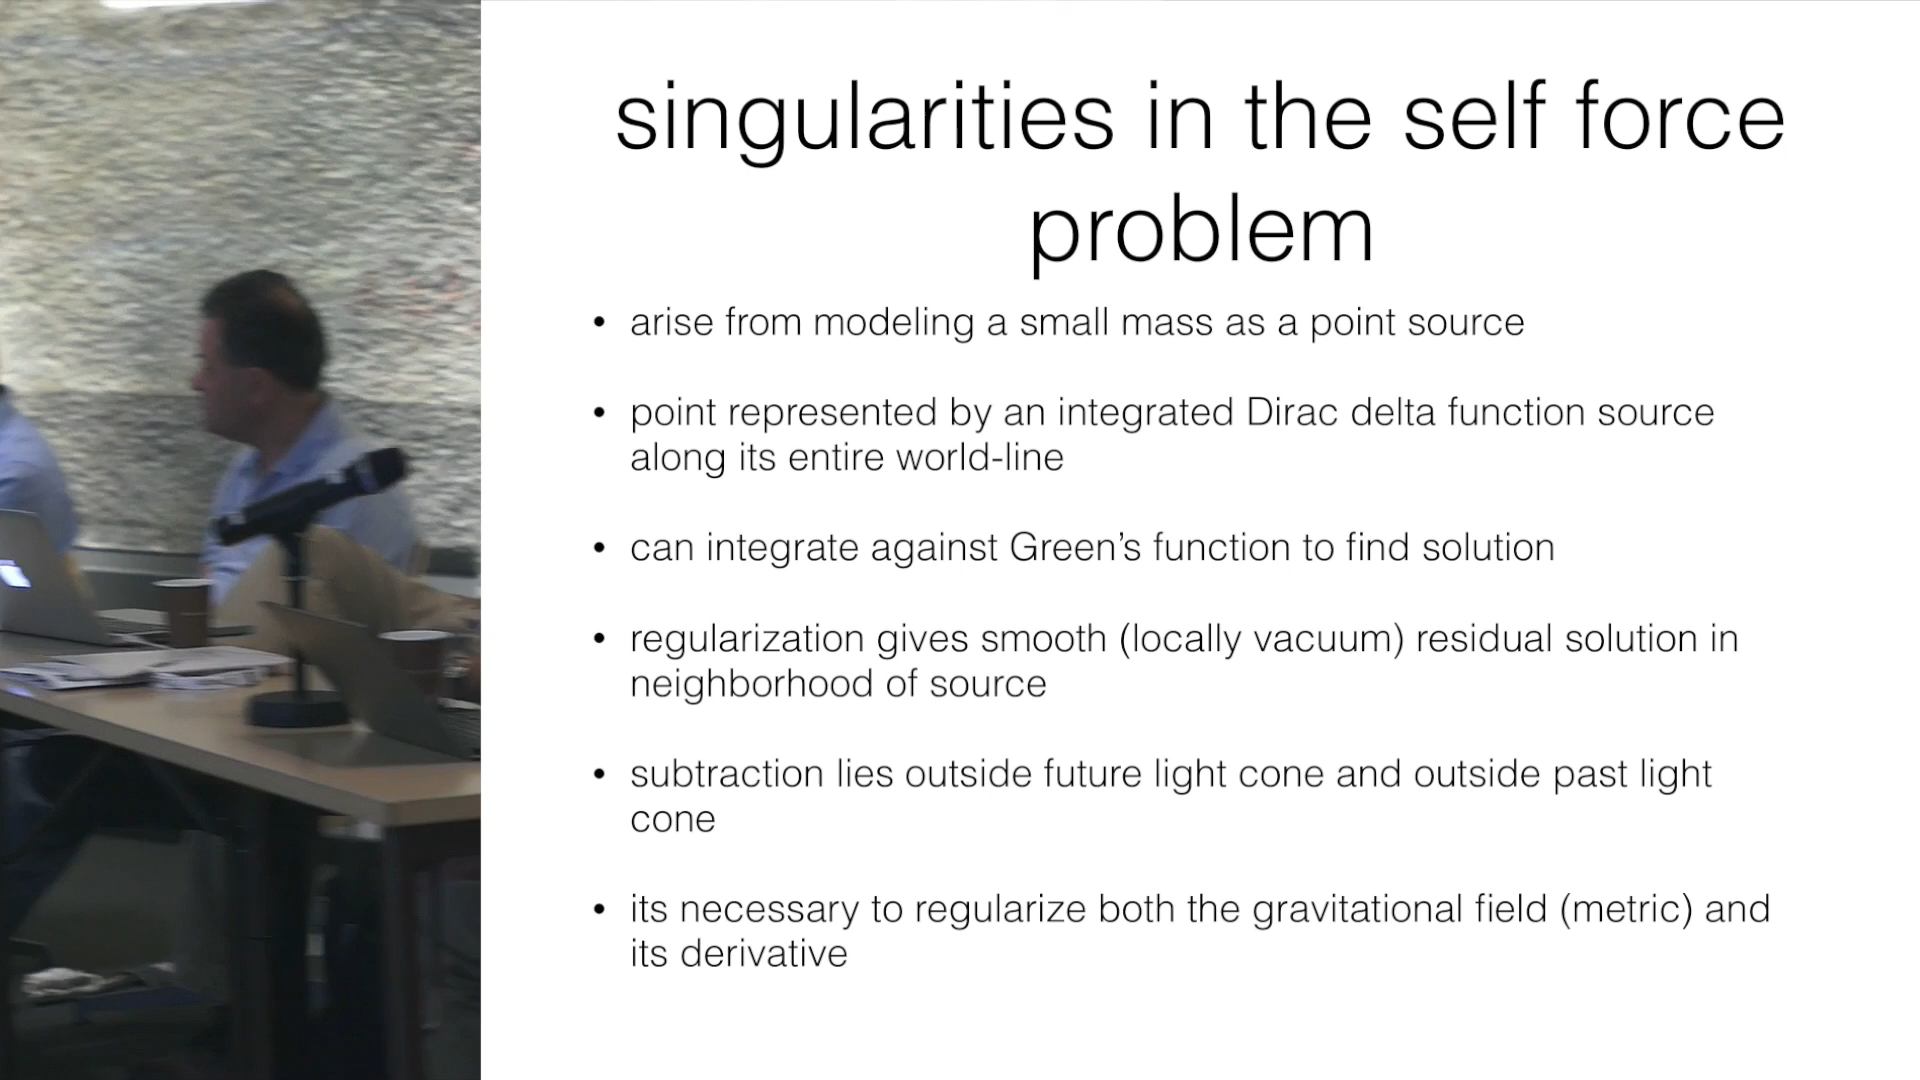 singularities in the self force
problem
• arise from modeling a small mass as a point source
• point represented by an integrated Dirac delta function source
along its entire world-line
• can integrate against Green’s function to find solution
• regularization gives smooth (locally vacuum) residual solution in
neighborhood of source
• subtraction lies outside future light cone and outside past light
cone
• its necessary to regularize both the gravitational field (metric) and
its derivative